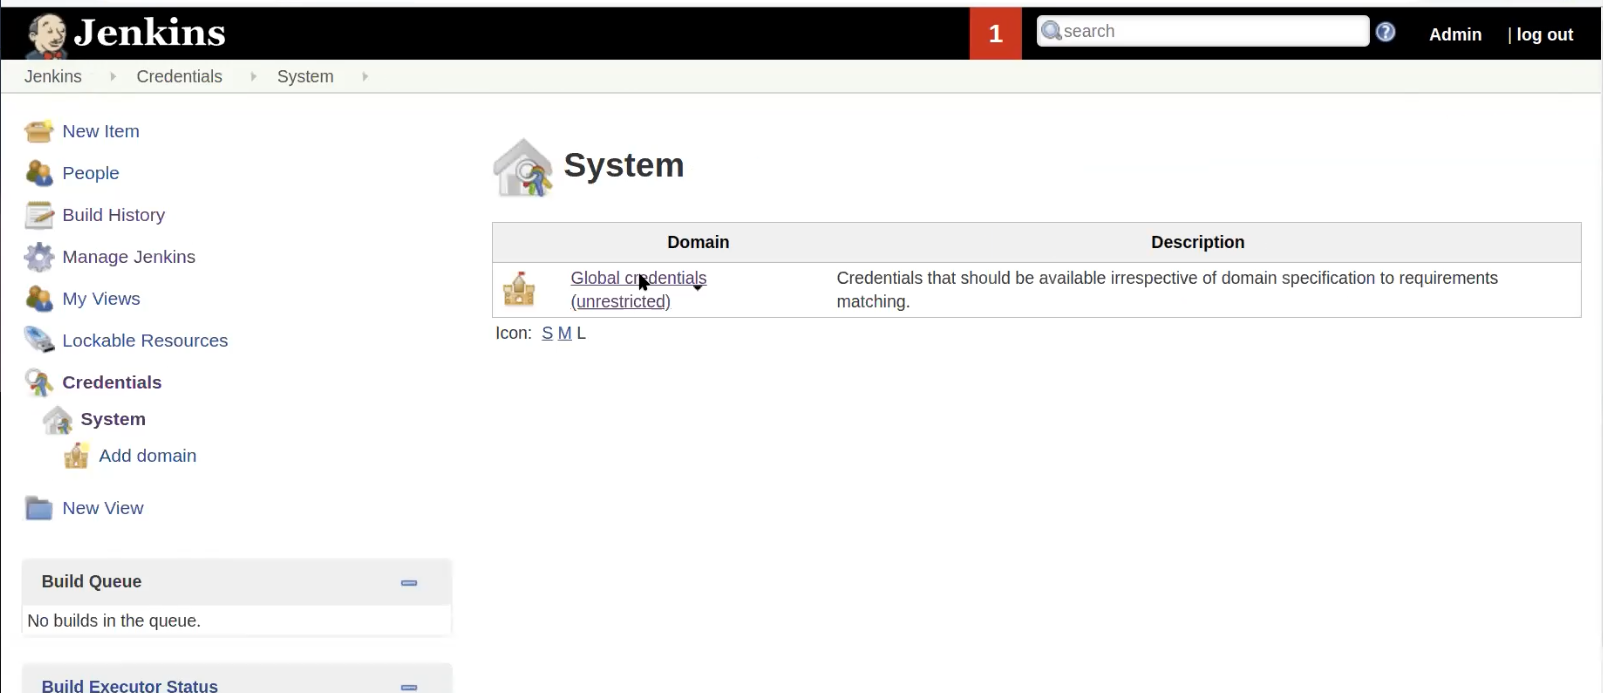 Jenkins
1
search
Admin
| log out
Jenkins
Credentials
System
New Item
People
Build History
Manage Jenkins
My Views
Lockable Resources
Credentials
System
Add domain
New View
Build Queue
No builds in the queue.
Build Executor Status
System
Domain
Description
Global credentials
(unrestricted)
Credentials that should be available irrespective of domain specification to requirements
matching.
Icon: S M L